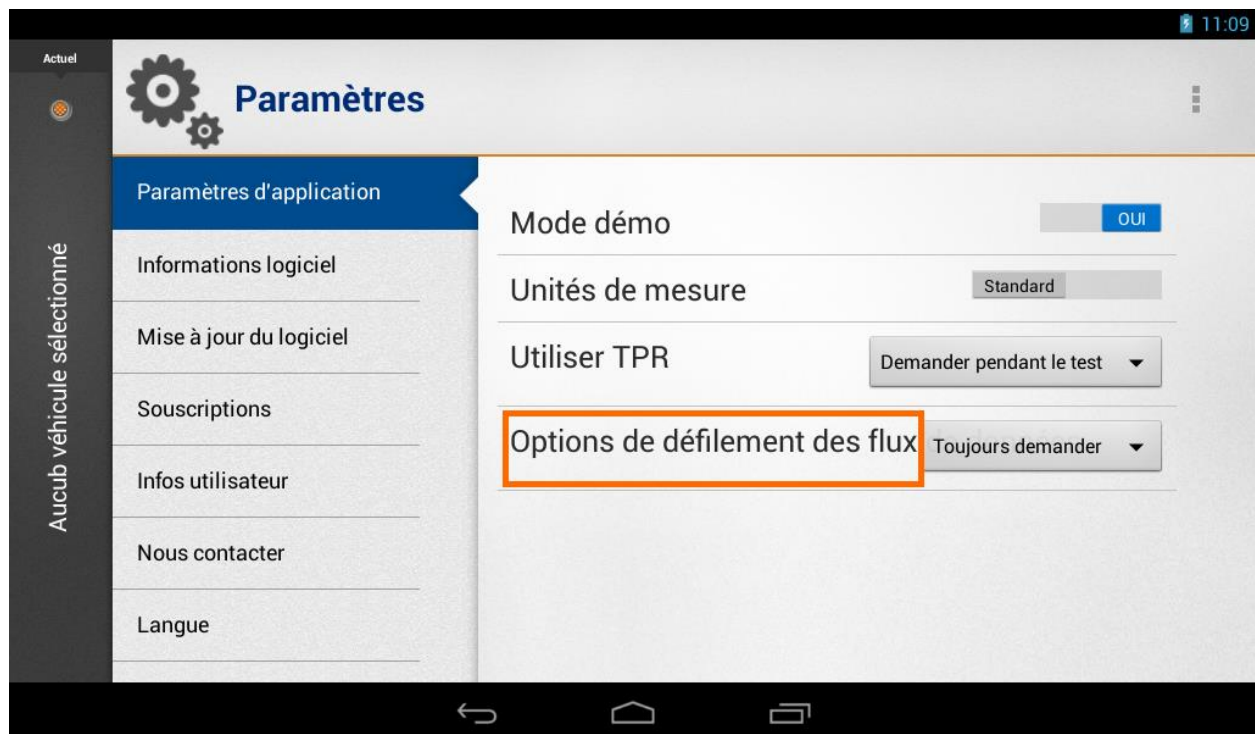 11:09
Actuel
Paramètres
Aucub véhicule sélectionné
Paramètres d'application
Informations logiciel
Mise à jour du logiciel
Souscriptions
Infos utilisateur
Nous contacter
Langue
Mode démo
OUI
Unités de mesure
Standard
Utiliser TPR
Demander pendant le test
Options de défilement des flux
Toujours demander